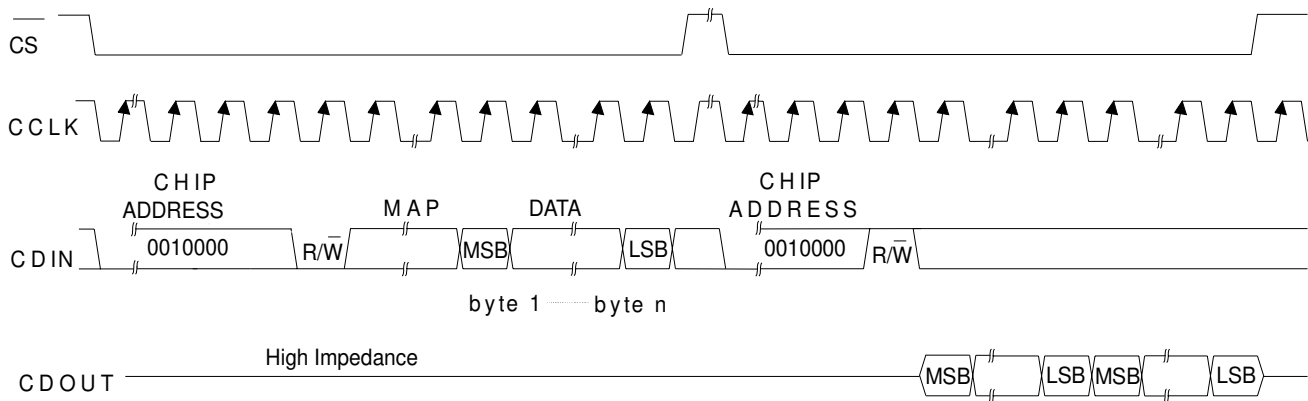 CS
CCLK
CHIP
ADDRESS
MAP
DATA
CHIP
ADDRESS
CDIN
0010000
R/W
MSB
LSB
0010000
R/W
byte 1
byte n
High Impedance
CDOUT
MSB
LSB
MSB
LSB